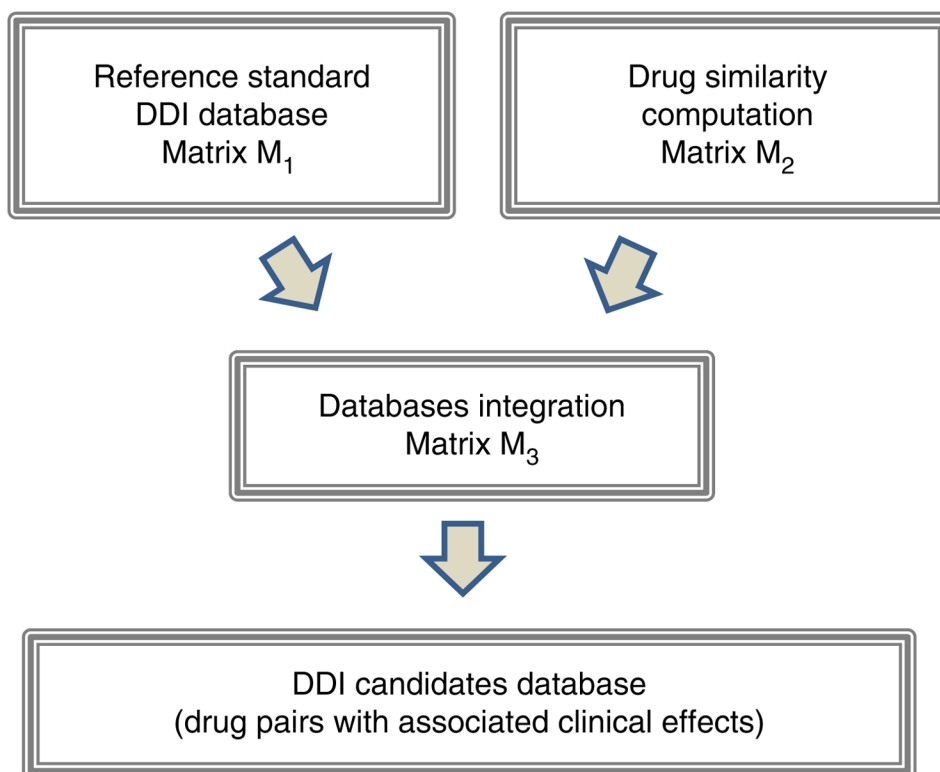 Reference standard
DDI database
Matrix M₁
Drug similarity
computation
Matrix M₂
Databases integration
Matrix M₃
DDI candidates database
(drug pairs with associated clinical effects)